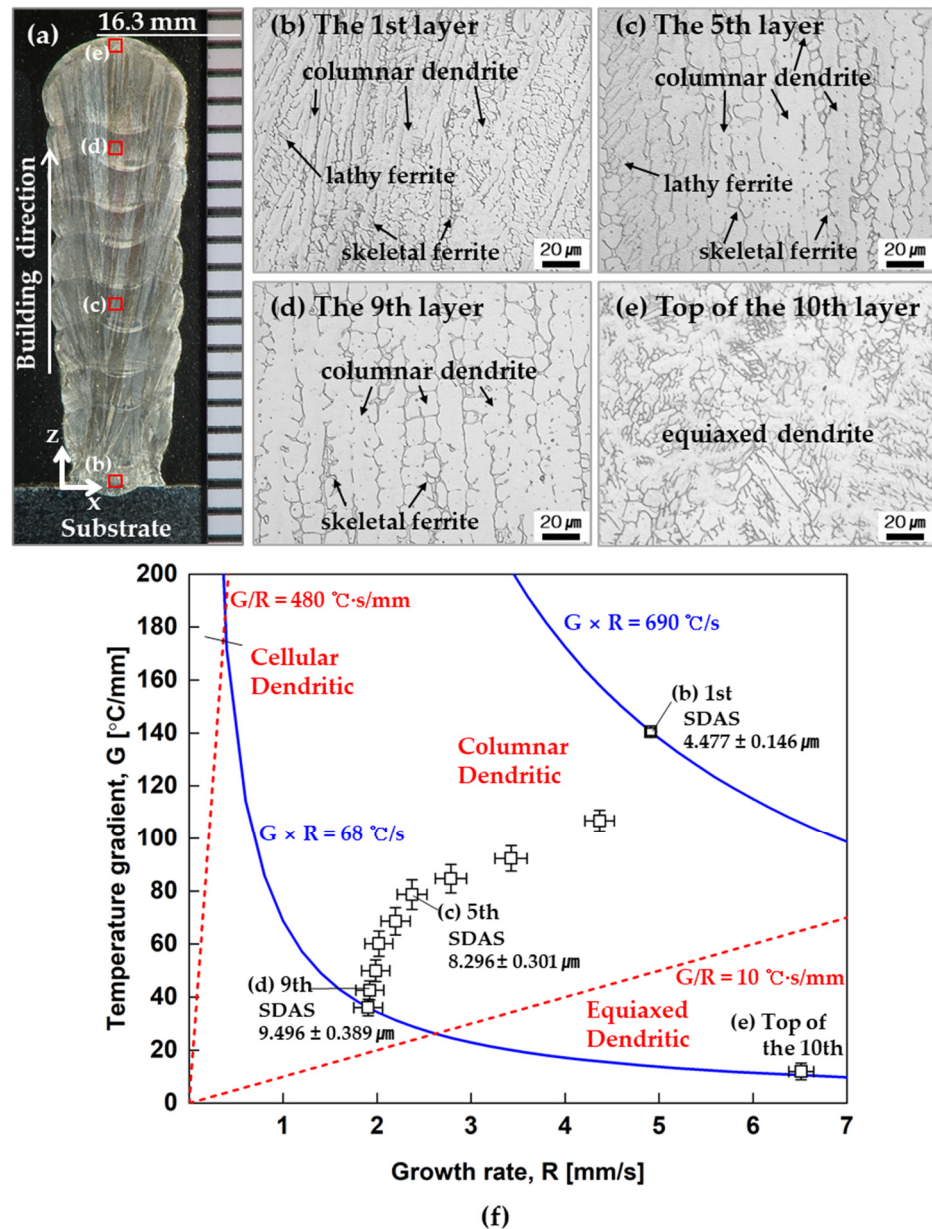 (a)
16.3 mm
(e)
(d)
Building direction
(c)
z
(b)
x
Substrate
(b) The 1st layer
columnar dendrite
lathy ferrite
skeletal ferrite
20 ㎛
(c) The 5th layer
columnar dendrite
lathy ferrite
skeletal ferrite
20 ㎛
(d) The 9th layer
columnar dendrite
skeletal ferrite
20 ㎛
(e) Top of the 10th layer
equiaxed dendrite
20 ㎛
200
180
160
140
120
100
80
60
40
20
0
Temperature gradient, G [°C/mm]
G/R = 480 ℃·s/mm
Cellular
Dendritic
G × R = 690 ℃/s
(b) 1st
SDAS
4.477 ± 0.146 ㎛
Columnar
Dendritic
G × R = 68 ℃/s
(c) 5th
SDAS
8.296 ± 0.301 ㎛
G/R = 10 ℃·s/mm
(d) 9th
SDAS
9.496 ± 0.389 ㎛
Equiaxed
Dendritic
(e) Top of
the 10th
1 2 3 4 5 6 7
Growth rate, R [mm/s]
(f)